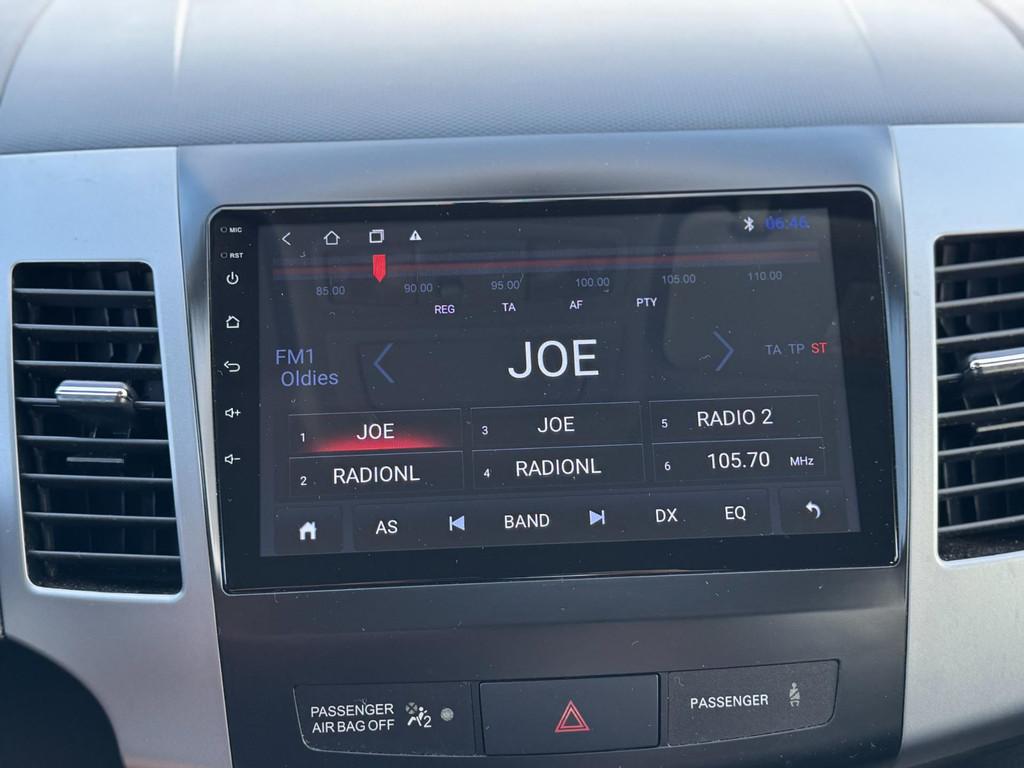 MIC
06:46
RST
85.00 90.00 95.00 100.00 105.00 110.00
REG TA AF PTY
FM1
Oldies
JOE
TA TP ST
1 JOE
3 JOE
5 RADIO 2
2 RADIONL
4 RADIONL
6 105.70 MHz
AS BAND DX EQ
PASSENGER
AIR BAG OFF
2
PASSENGER